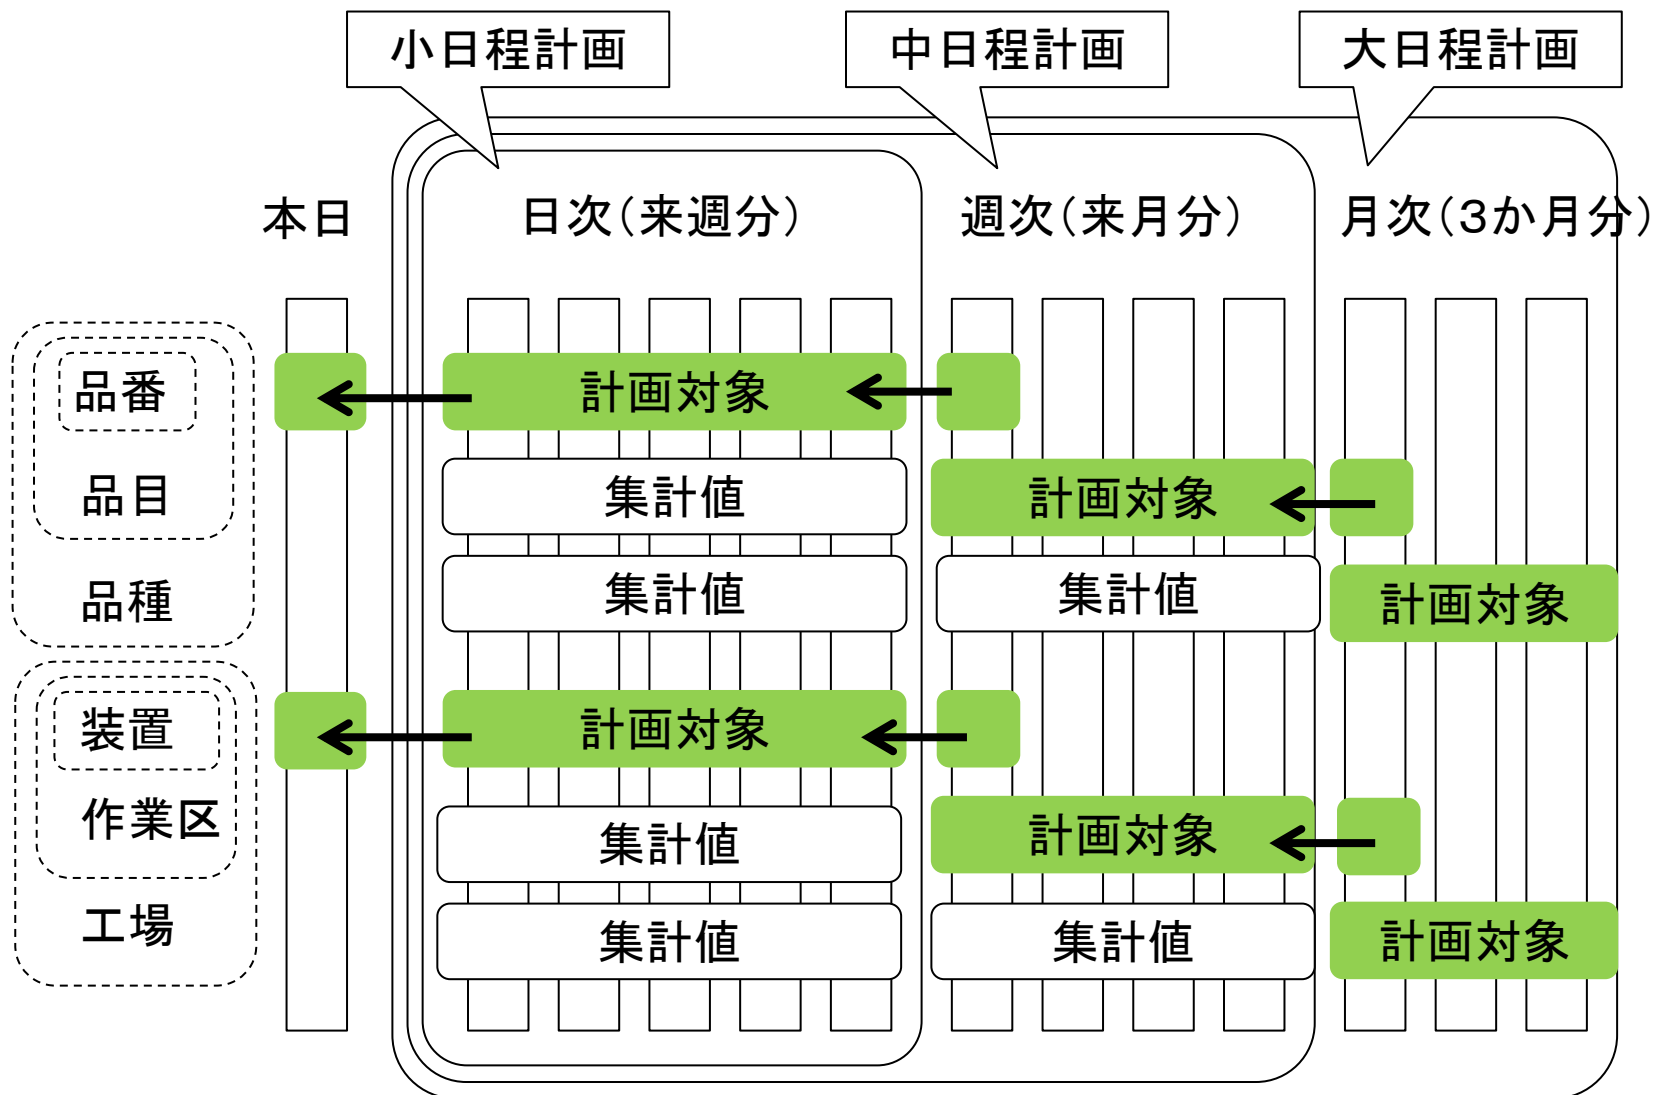 小日程計画
中日程計画
大日程計画
本日
日次（来週分）
週次（来月分）
月次（3か月分）
品番
計画対象
品目
集計値
計画対象
品種
集計値
集計値
計画対象
装置
計画対象
作業区
集計値
計画対象
工場
集計値
集計値
計画対象